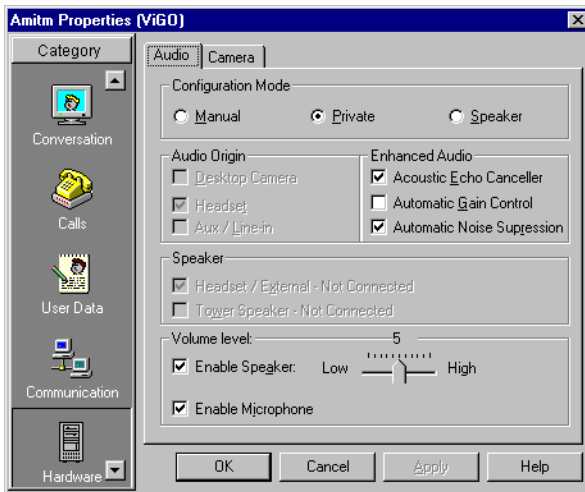 Amitm Properties (ViGO)
Category
Conversation
Calls
User Data
Communication
Hardware
Audio
Camera
Configuration Mode
Manual
Private
Speaker
Audio Origin
Desktop Camera
Headset
Aux / Line-in
Enhanced Audio
Acoustic Echo Canceller
Automatic Gain Control
Automatic Noise Supression
Speaker
Headset / External - Not Connected
Tower Speaker - Not Connected
Volume level: 5
Enable Speaker: Low High
Enable Microphone
OK Cancel Apply Help